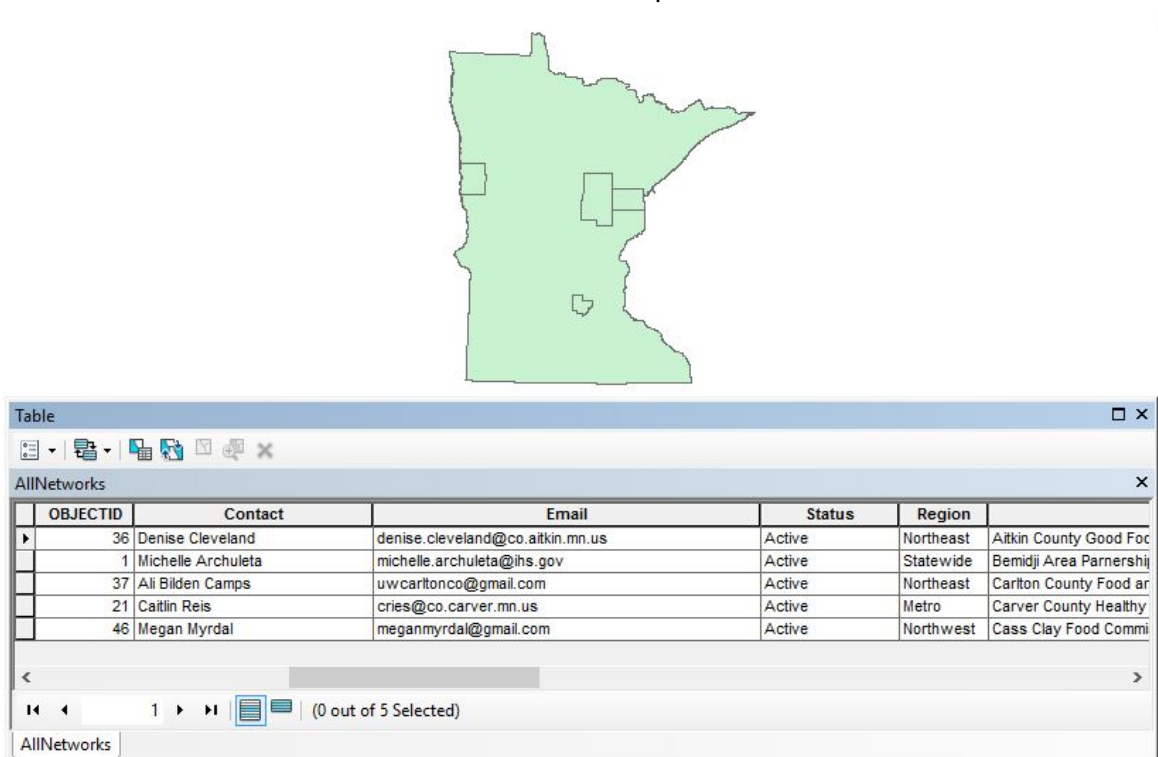 Table
AllNetworks
OBJECTID Contact Email Status Region
36 Denise Cleveland denise.cleveland@co.aitkin.mn.us Active Northeast Aitkin County Good Foo
1 Michelle Archuleta michelle.archuleta@ihs.gov Active Statewide Bemidji Area Parnershi
37 Ali Bilden Camps uwcarltonco@gmail.com Active Northeast Carlton County Food an
21 Caitlin Reis cries@co.carver.mn.us Active Metro Carver County Healthy
46 Megan Myrdal meganmyrdal@gmail.com Active Northwest Cass Clay Food Commi
1 (0 out of 5 Selected)
AllNetworks